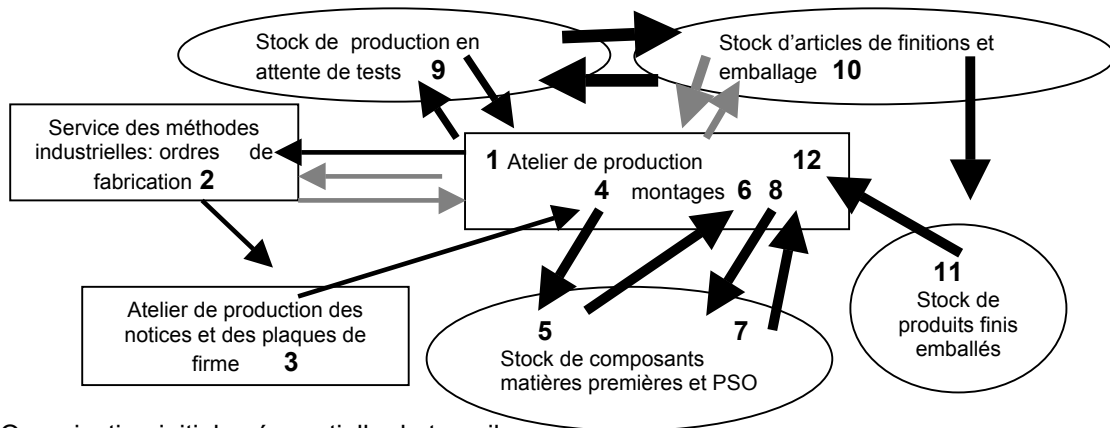 Stock de production en
attente de tests 9
Stock d'articles de finitions et
emballage 10
Service des méthodes
industrielles: ordres de
fabrication 2
1 Atelier de production 12
4 montages 6 8
Atelier de production des
notices et des plaques de
firme 3
5 7
Stock de composants
matières premières et PSO
11
Stock de
produits finis
emballés